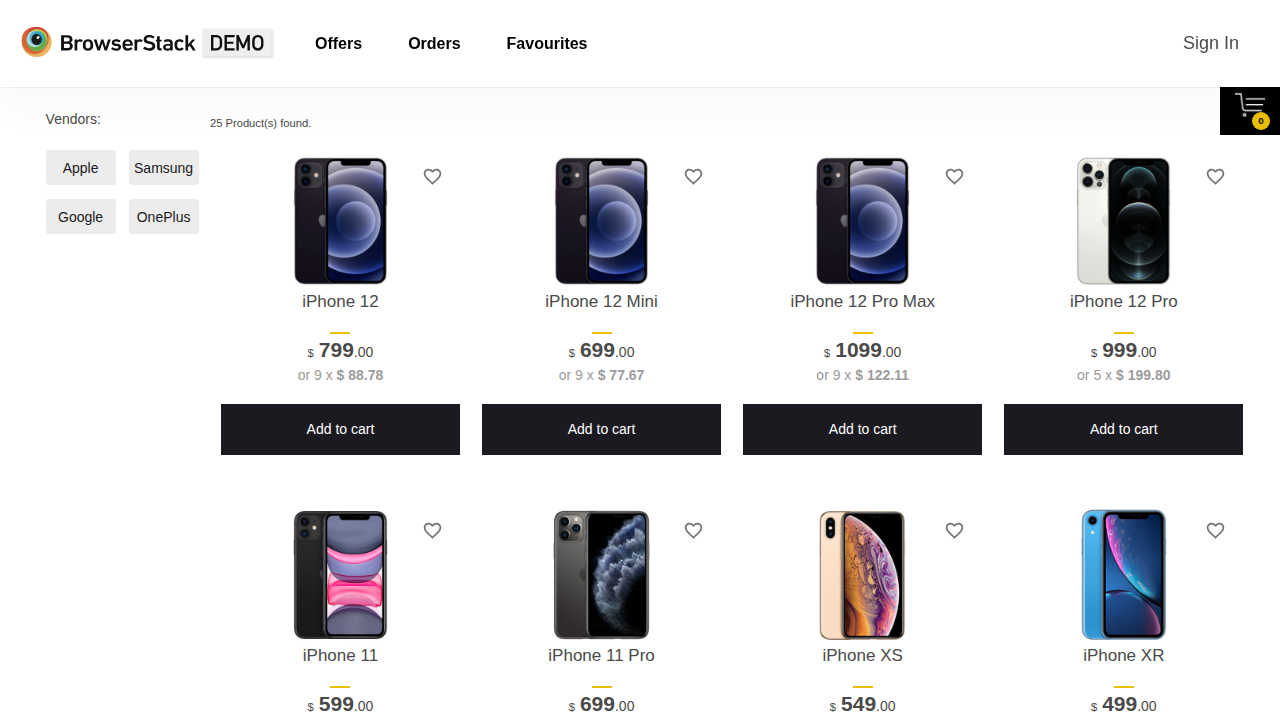 BrowserStack DEMO Offers Orders Favourites Sign In
0
Vendors:
25 Product(s) found.
Apple Samsung
Google OnePlus
iPhone 12 iPhone 12 Mini iPhone 12 Pro Max iPhone 12 Pro
$ 799.00 $ 699.00 $ 1099.00 $ 999.00
or 9 x $ 88.78 or 9 x $ 77.67 or 9 x $ 122.11 or 5 x $ 199.80
Add to cart Add to cart Add to cart Add to cart
iPhone 11 iPhone 11 Pro iPhone XS iPhone XR
$ 599.00 $ 699.00 $ 549.00 $ 499.00